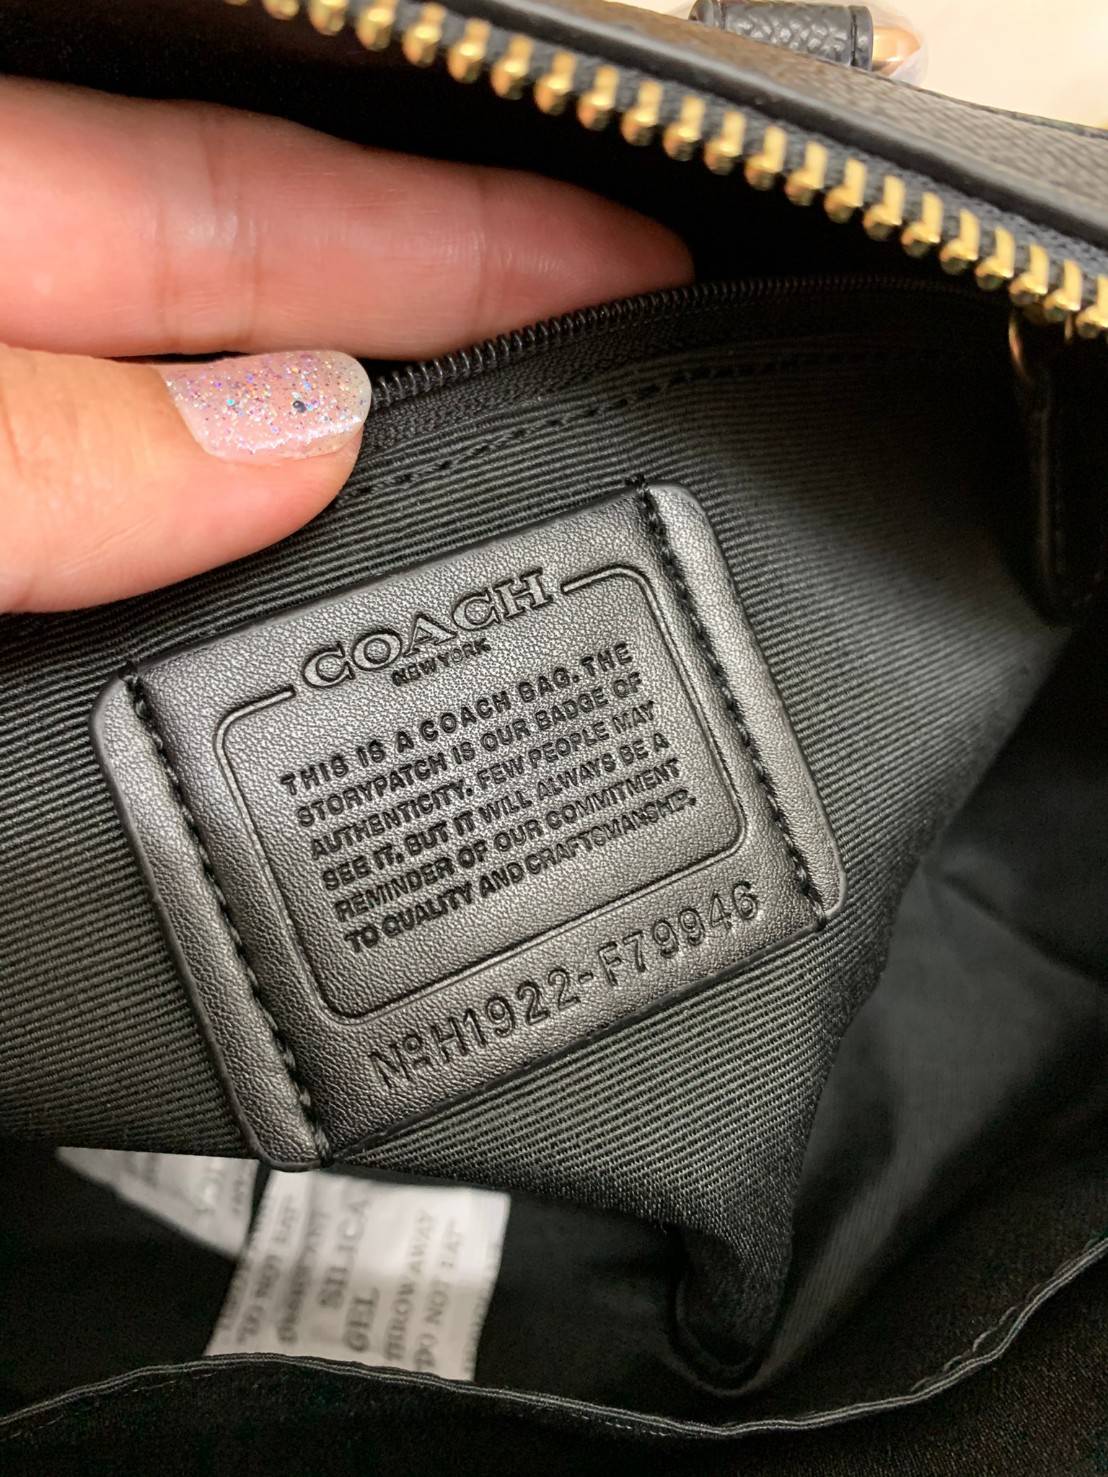 COACH
NEW YORK
THIS IS A COACH BAG. THE
STORYPATCH IS OUR BADGE OF
AUTHENTICITY. FEW PEOPLE MAY
SEE IT, BUT IT WILL ALWAYS BE A
REMINDER OF OUR COMMITMENT
TO QUALITY AND CRAFTSMANSHIP.
Nº H1922-F79946
SILICA
GEL
THROW AWAY
"DO NOT EAT"